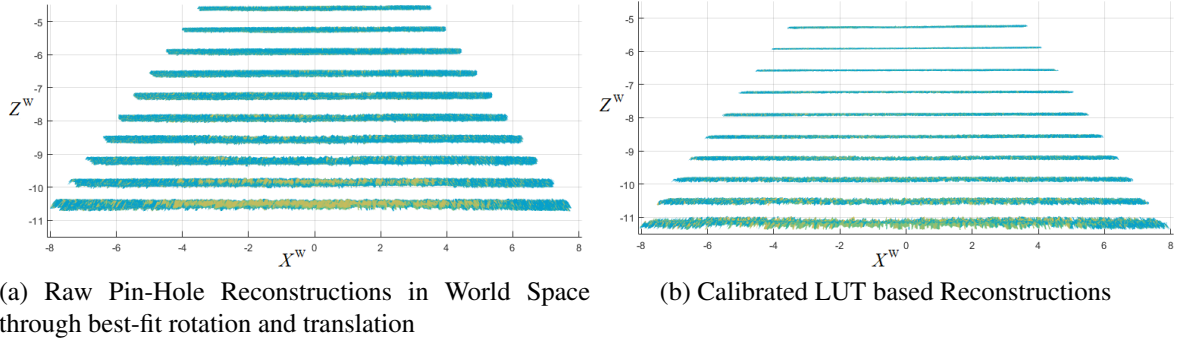 -5
-6
-7
-8
-9
-10
-11
Z^W
-8 -6 -4 -2 0 2 4 6 8
X^W
(a) Raw Pin-Hole Reconstructions in World Space
through best-fit rotation and translation
-5
-6
-7
-8
-9
-10
-11
Z^W
-8 -6 -4 -2 0 2 4 6 8
X^W
(b) Calibrated LUT based Reconstructions